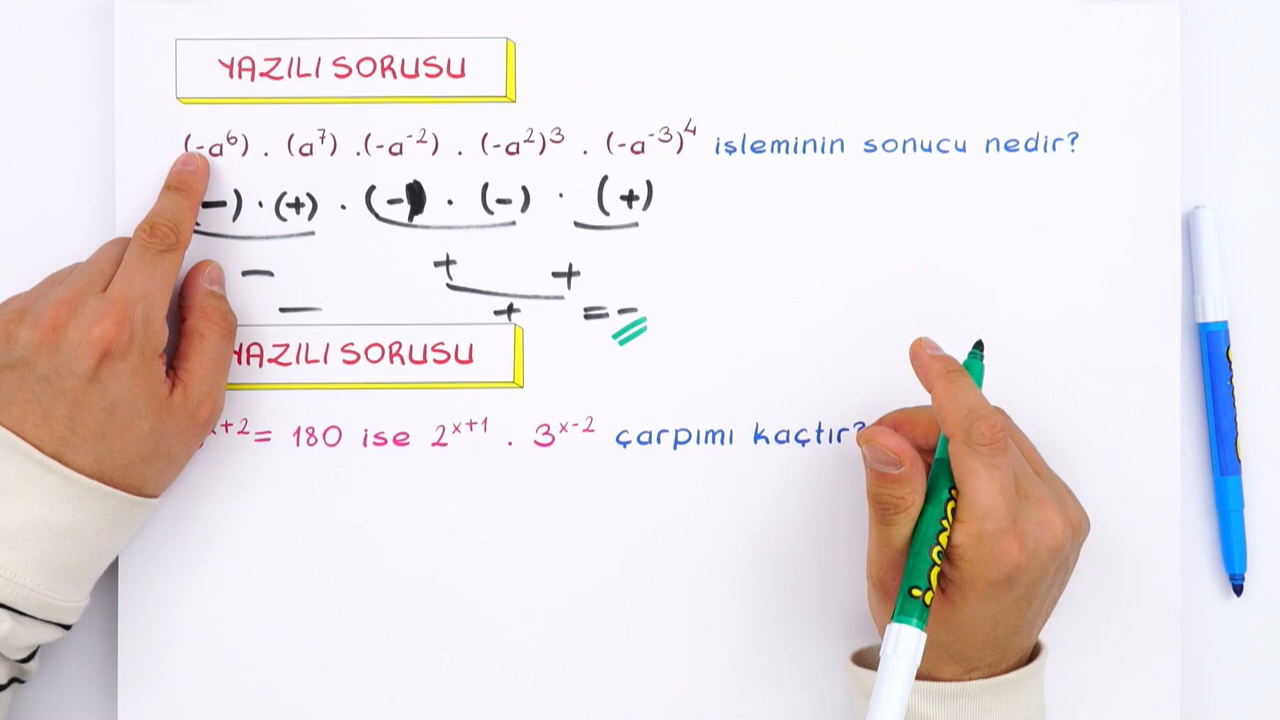 YAZILI SORUSU
(-a⁶) . (a⁷) .(-a⁻²) . (-a²)³ . (-a⁻³)⁴ işleminin sonucu nedir?
-) · (+) · (-) · (-) · (+)
- + +
- + = -
YAZILI SORUSU
ˣ⁺² = 180 ise 2ˣ⁺¹ . 3ˣ⁻² çarpımı kaçtır?